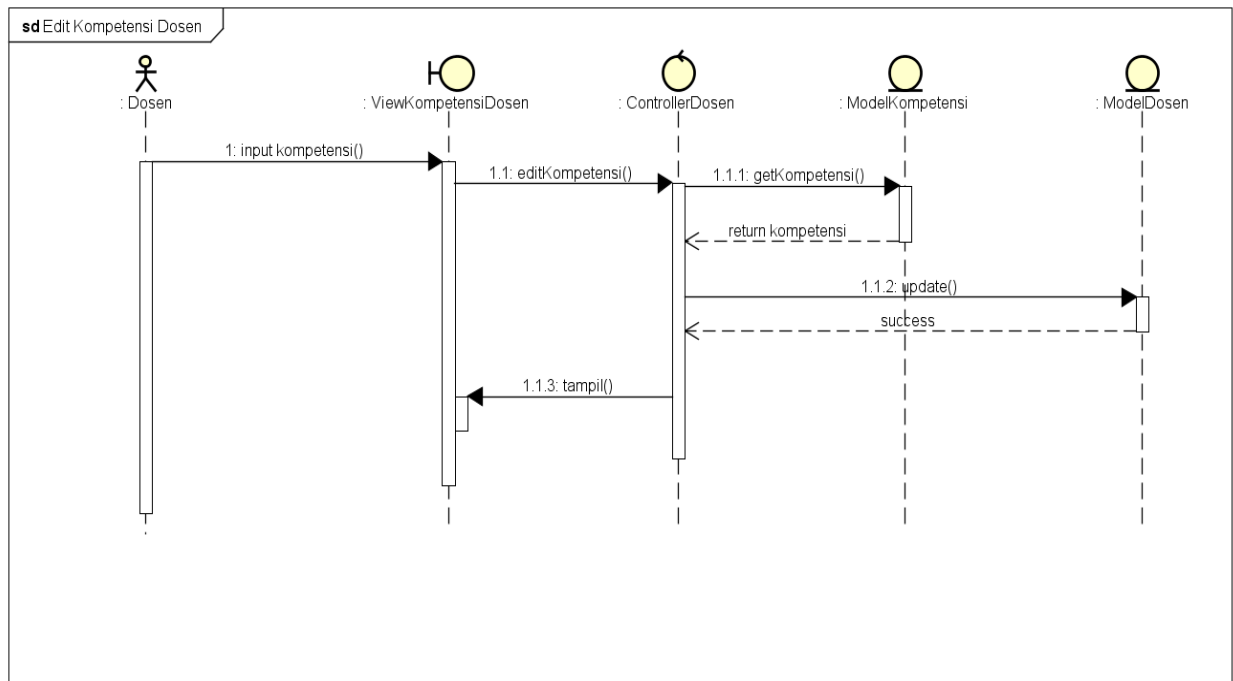 sd Edit Kompetensi Dosen
: Dosen
: ViewKompetensiDosen
: ControllerDosen
: ModelKompetensi
: ModelDosen
1: input kompetensi()
1.1: editKompetensi()
1.1.1: getKompetensi()
return kompetensi
1.1.2: update()
success
1.1.3: tampil()